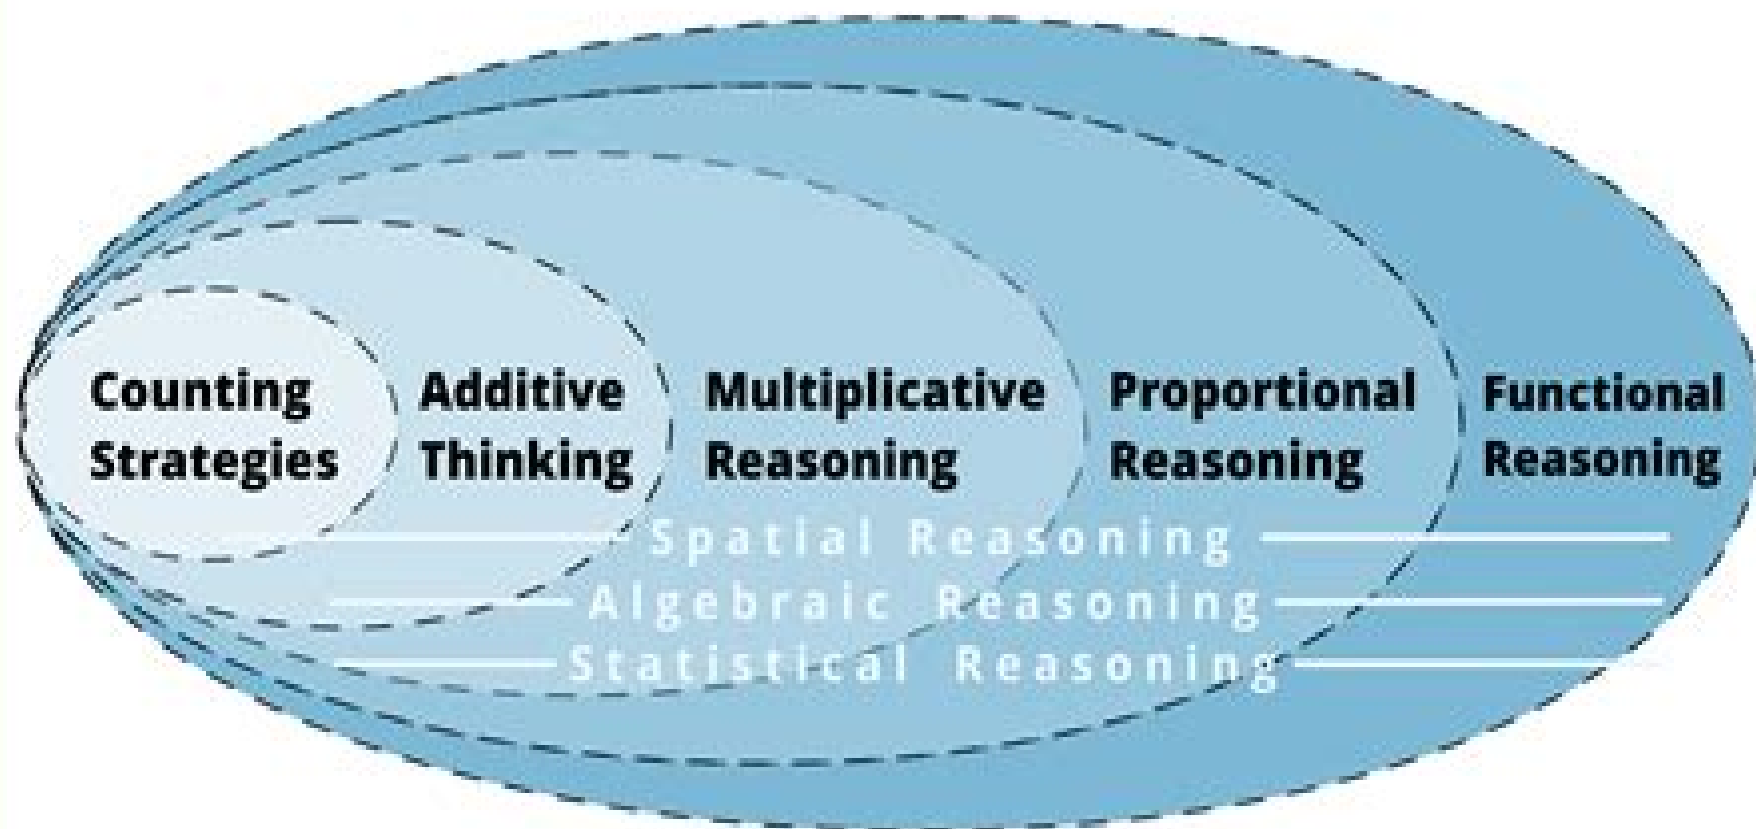 Counting Strategies
Additive Thinking
Multiplicative Reasoning
Proportional Reasoning
Functional Reasoning
Spatial Reasoning
Algebraic Reasoning
Statistical Reasoning